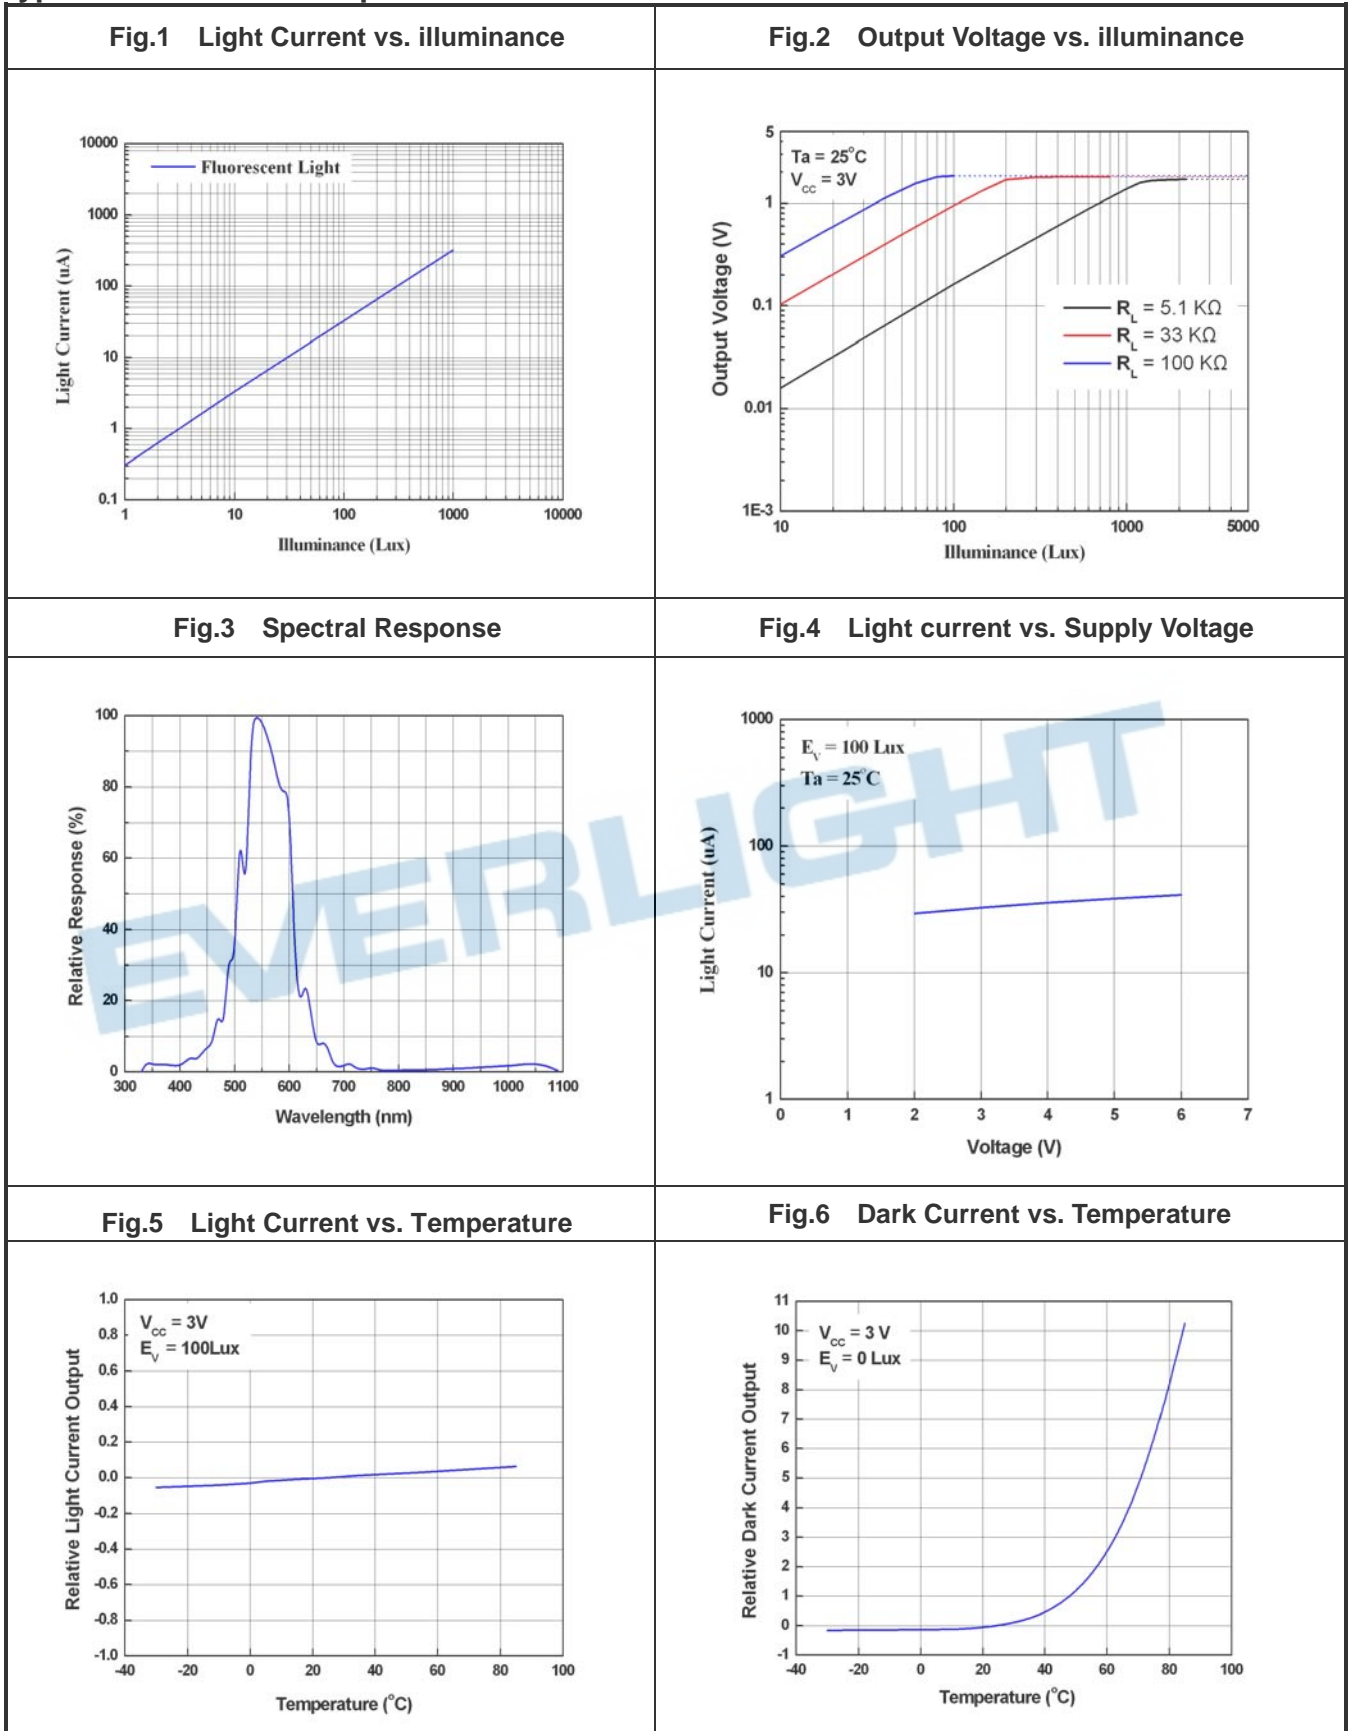 Fig.1 Light Current vs. illuminance
Fig.2 Output Voltage vs. illuminance
10000
1000
100
10
1
0.1
Fluorescent Light
Light Current (uA)
1 10 100 1000 10000
Illuminance (Lux)
5
1
0.1
0.01
1E-3
Ta = 25°C
Vcc = 3V
Output Voltage (V)
RL = 5.1 KΩ
RL = 33 KΩ
RL = 100 KΩ
10 100 1000 5000
Illuminance (Lux)
Fig.3 Spectral Response
Fig.4 Light current vs. Supply Voltage
100
80
60
40
20
0
Relative Response (%)
300 400 500 600 700 800 900 1000 1100
Wavelength (nm)
1000
100
10
1
Ev = 100 Lux
Ta = 25°C
Light Current (uA)
0 1 2 3 4 5 6 7
Voltage (V)
EVERLIGHT
Fig.5 Light Current vs. Temperature
Fig.6 Dark Current vs. Temperature
1.0
0.8
0.6
0.4
0.2
0.0
-0.2
-0.4
-0.6
-0.8
-1.0
Vcc = 3V
Ev = 100Lux
Relative Light Current Output
-40 -20 0 20 40 60 80 100
Temperature (°C)
11
10
9
8
7
6
5
4
3
2
1
0
-1
Vcc = 3 V
Ev = 0 Lux
Relative Dark Current Output
-40 -20 0 20 40 60 80 100
Temperature (°C)